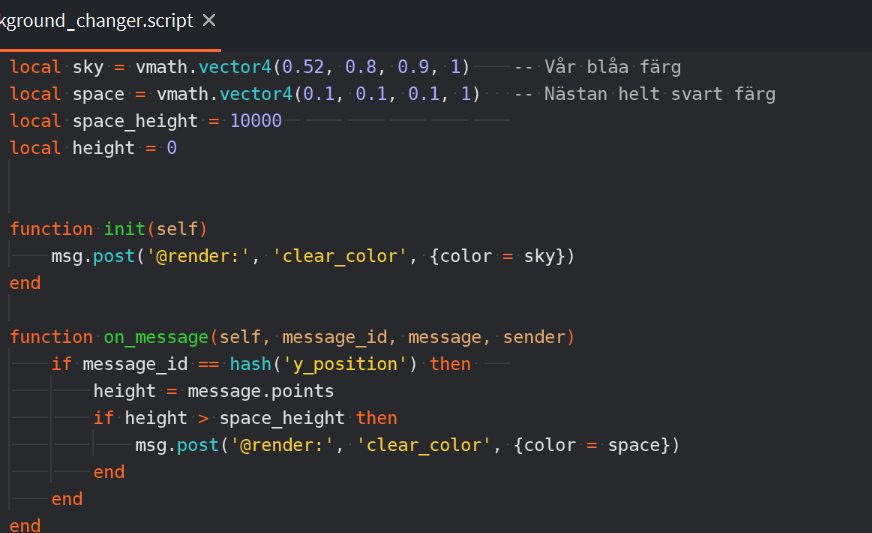 kground_changer.script ×
local sky = vmath.vector4(0.52, 0.8, 0.9, 1) -- Vår blåa färg
local space = vmath.vector4(0.1, 0.1, 0.1, 1) -- Nästan helt svart färg
local space_height = 10000
local height = 0
function init(self)
msg.post('@render:', 'clear_color', {color = sky})
end
function on_message(self, message_id, message, sender)
if message_id == hash('y_position') then
height = message.points
if height > space_height then
msg.post('@render:', 'clear_color', {color = space})
end
end
end